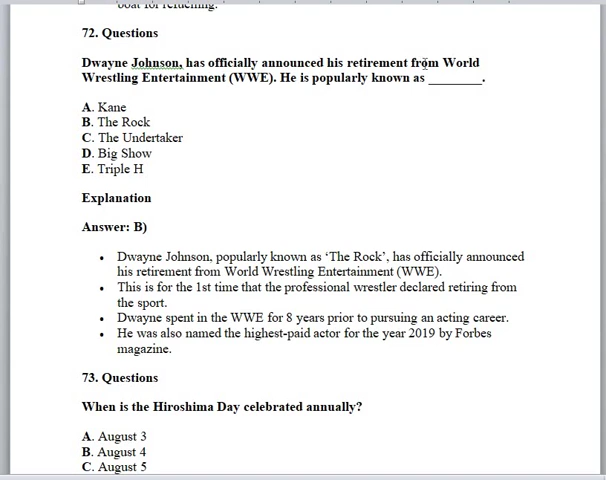 boat for refueling.
72. Questions
Dwayne Johnson, has officially announced his retirement from World
Wrestling Entertainment (WWE). He is popularly known as ________.
A. Kane
B. The Rock
C. The Undertaker
D. Big Show
E. Triple H
Explanation
Answer: B)
• Dwayne Johnson, popularly known as ‘The Rock’, has officially announced
his retirement from World Wrestling Entertainment (WWE).
• This is for the 1st time that the professional wrestler declared retiring from
the sport.
• Dwayne spent in the WWE for 8 years prior to pursuing an acting career.
• He was also named the highest-paid actor for the year 2019 by Forbes
magazine.
73. Questions
When is the Hiroshima Day celebrated annually?
A. August 3
B. August 4
C. August 5